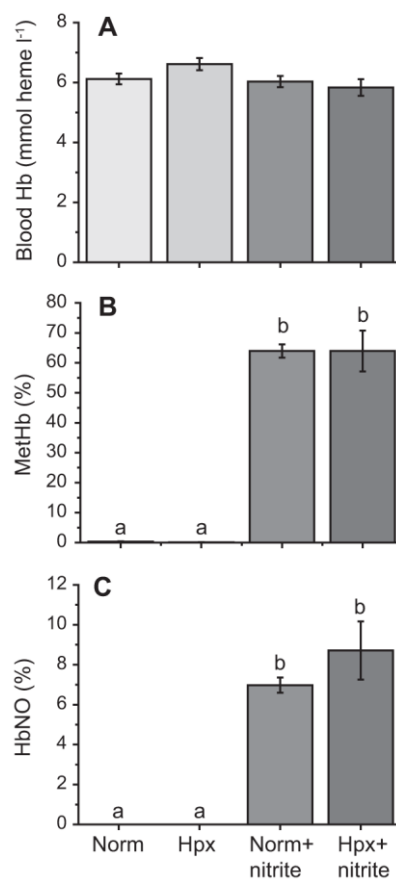 A
Blood Hb (mmol heme l⁻¹)
8
6
4
2
0
B
MetHb (%)
80
70
60
50
40
30
20
10
0
a
a
b
b
C
HbNO (%)
12
10
8
6
4
2
0
a
a
b
b
Norm
Hpx
Norm+
nitrite
Hpx+
nitrite